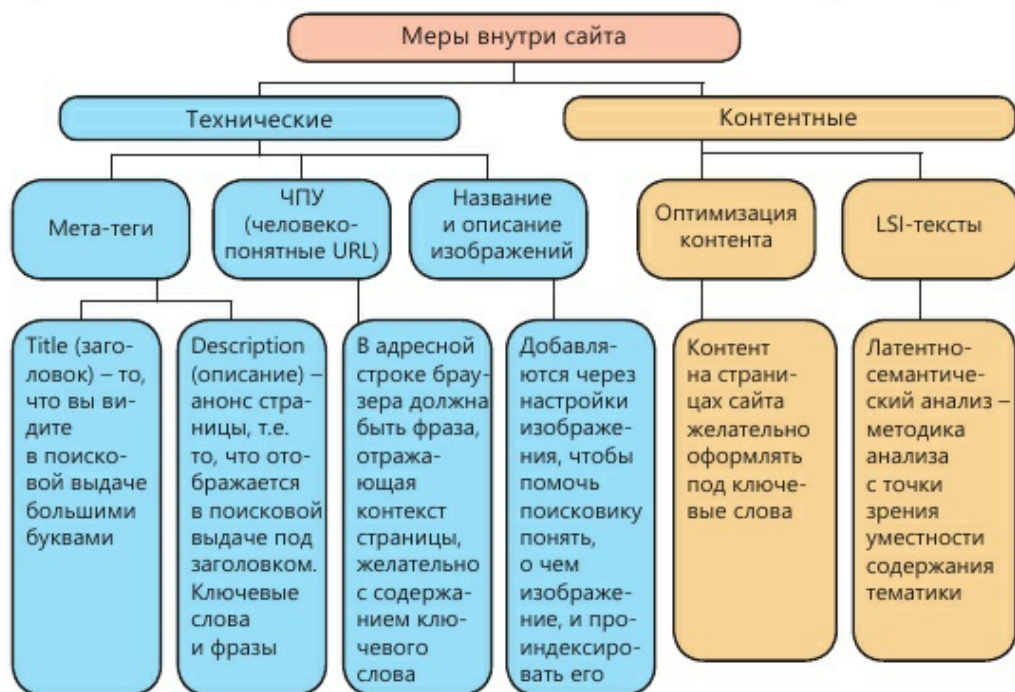 Меры внутри сайта
Технические
Контентные
Мета-теги
ЧПУ
(человеко-
понятные URL)
Название
и описание
изображений
Оптимизация
контента
LSI-тексты
Title (заго-
ловок) – то,
что вы ви-
дите
в поиско-
вой выдаче
большими
буквами
Description
(описание) –
анонс стра-
ницы, т.е.
то, что ото-
бражается
в поисковой
выдаче под
заголовком.
Ключевые
слова
и фразы
В адресной
строке брау-
зера должна
быть фраза,
отража-
ющая
контекст
страницы,
желательно
с содержа-
нием клю-
чевого
слова
Добавля-
ются через
настройки
изображе-
ния, чтобы
помочь
поисковику
понять,
о чем
изображе-
ние, и про-
индексиро-
вать его
Контент
на страни-
цах сайта
желательно
оформлять
под ключе-
вые слова
Латентно-
семантиче-
ский анализ –
методика
анализа
с точки
зрения
уместности
содержания
тематики